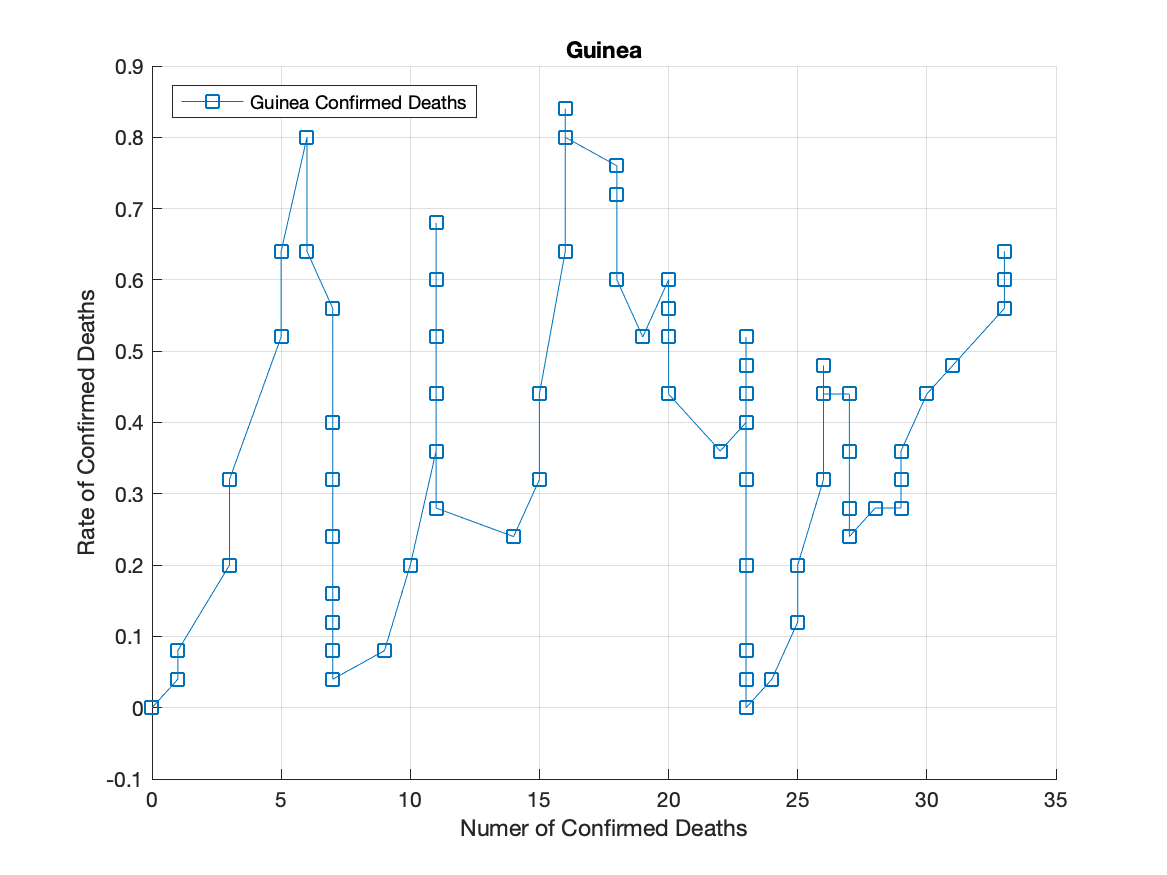 Guinea
Guinea Confirmed Deaths
0.9
0.8
0.7
0.6
0.5
0.4
0.3
0.2
0.1
0
-0.1
Rate of Confirmed Deaths
0 5 10 15 20 25 30 35
Numer of Confirmed Deaths